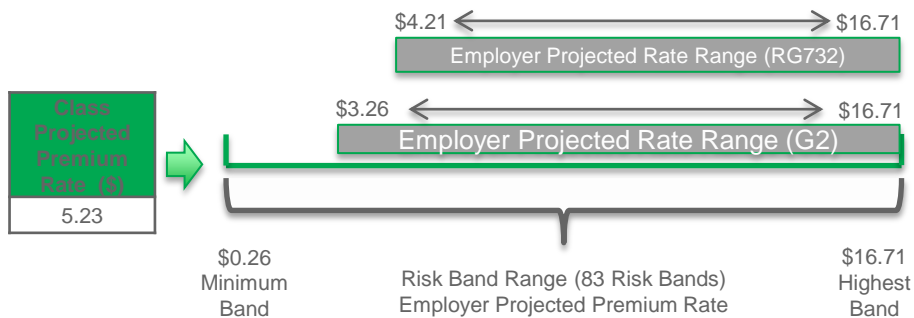 $4.21
$16.71
Employer Projected Rate Range (RG732)
$3.26
$16.71
Employer Projected Rate Range (G2)
Class
Projected
Premium
Rate ($)
5.23
$0.26
Minimum
Band
Risk Band Range (83 Risk Bands)
Employer Projected Premium Rate
$16.71
Highest
Band